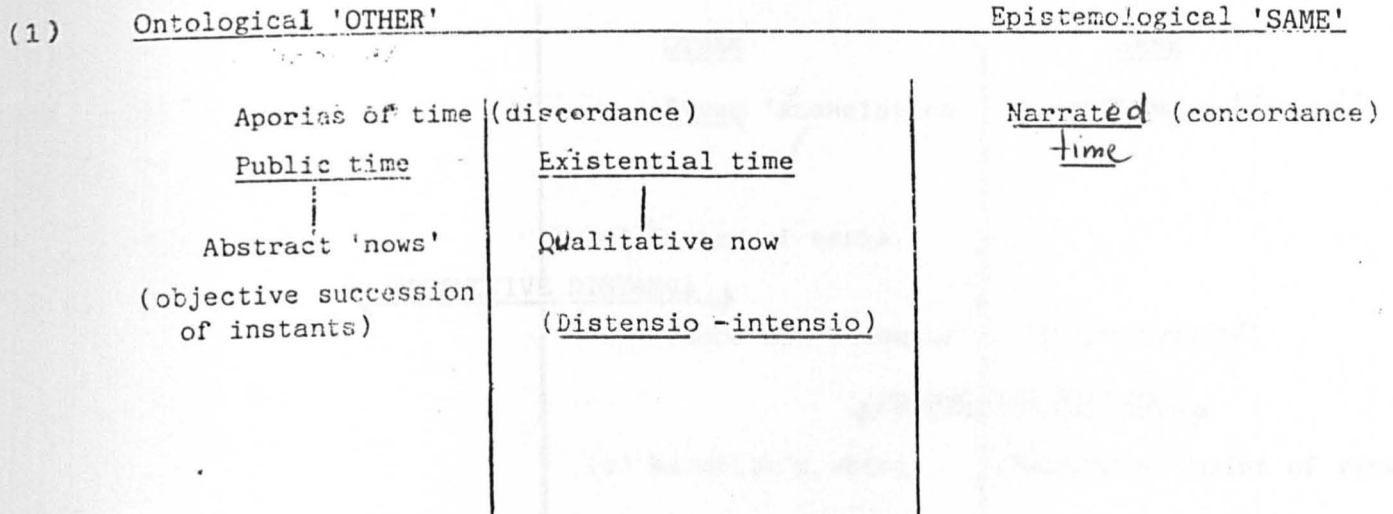 (1) Ontological 'OTHER' Epistemological 'SAME'
Aporias of time (discordance) Narrated (concordance)
time
Public time Existential time
Abstract 'nows' Qualitative now
(objective succession
of instants) (Distensio - intensio)